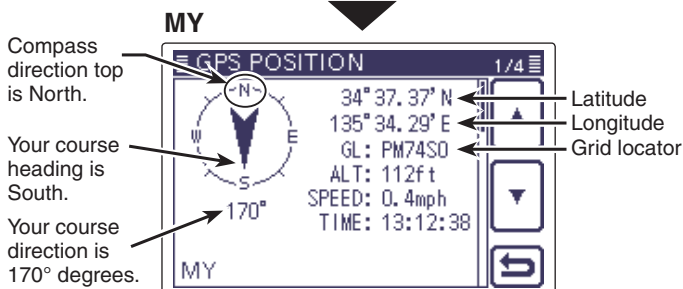 MY
Compass
direction top
is North.
Your course
heading is
South.
Your course
direction is
170° degrees.
GPS POSITION
1/4
N
W
E
S
170°
34°37.37'N
135°34.29'E
GL: PM74SO
ALT: 112ft
SPEED: 0.4mph
TIME: 13:12:38
MY
Latitude
Longitude
Grid locator